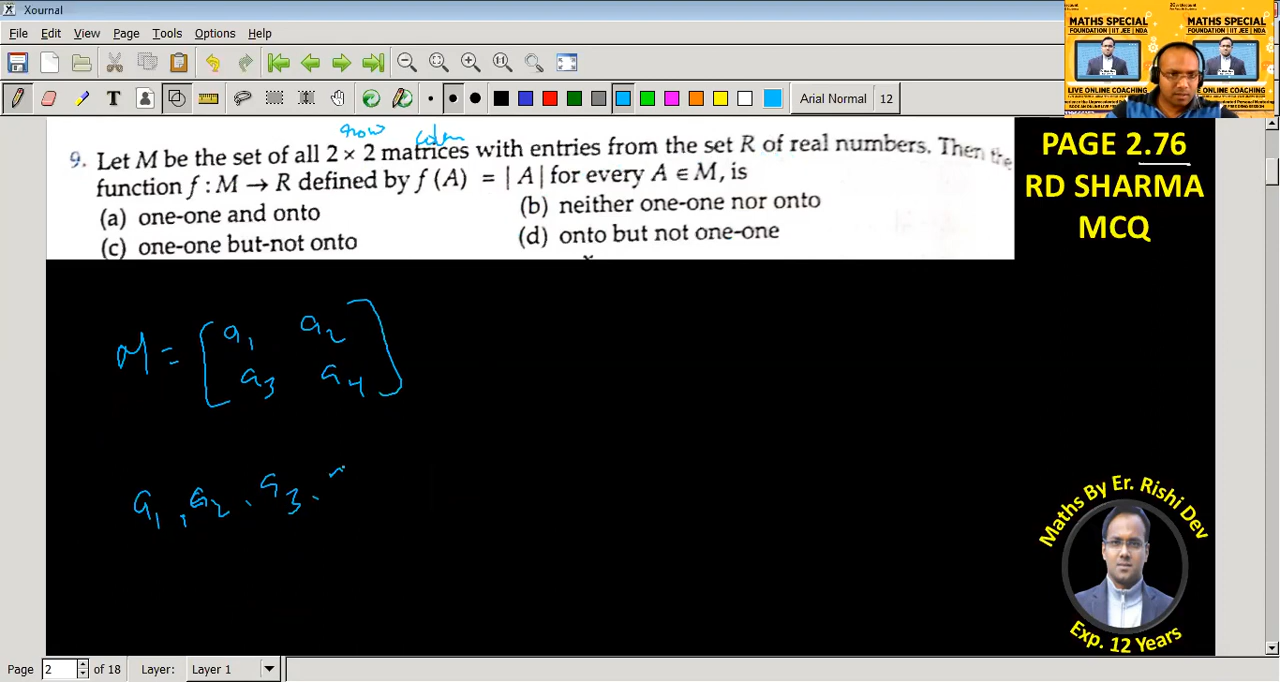 Xournal
File Edit View Page Tools Options Help
Arial Normal 12
MATHS SPECIAL
FOUNDATION | IIT JEE | NDA
LIVE ONLINE COACHING
MATHS SPECIAL
FOUNDATION | IIT JEE | NDA
LIVE ONLINE COACHING
row
9. Let M be the set of all 2 × 2 matrices with entries from the set R of real numbers. Then the
function f : M → R defined by f (A) = | A | for every A ∈ M, is
(a) one-one and onto
(b) neither one-one nor onto
(c) one-one but not onto
(d) onto but not one-one
PAGE 2.76
RD SHARMA
MCQ
M = [ a₁ a₂
a₃ a₄ ]
a₁, a₂, a₃,
Maths By Er. Rishi Dev
Exp. 12 Years
Page 2 of 18 Layer: Layer 1